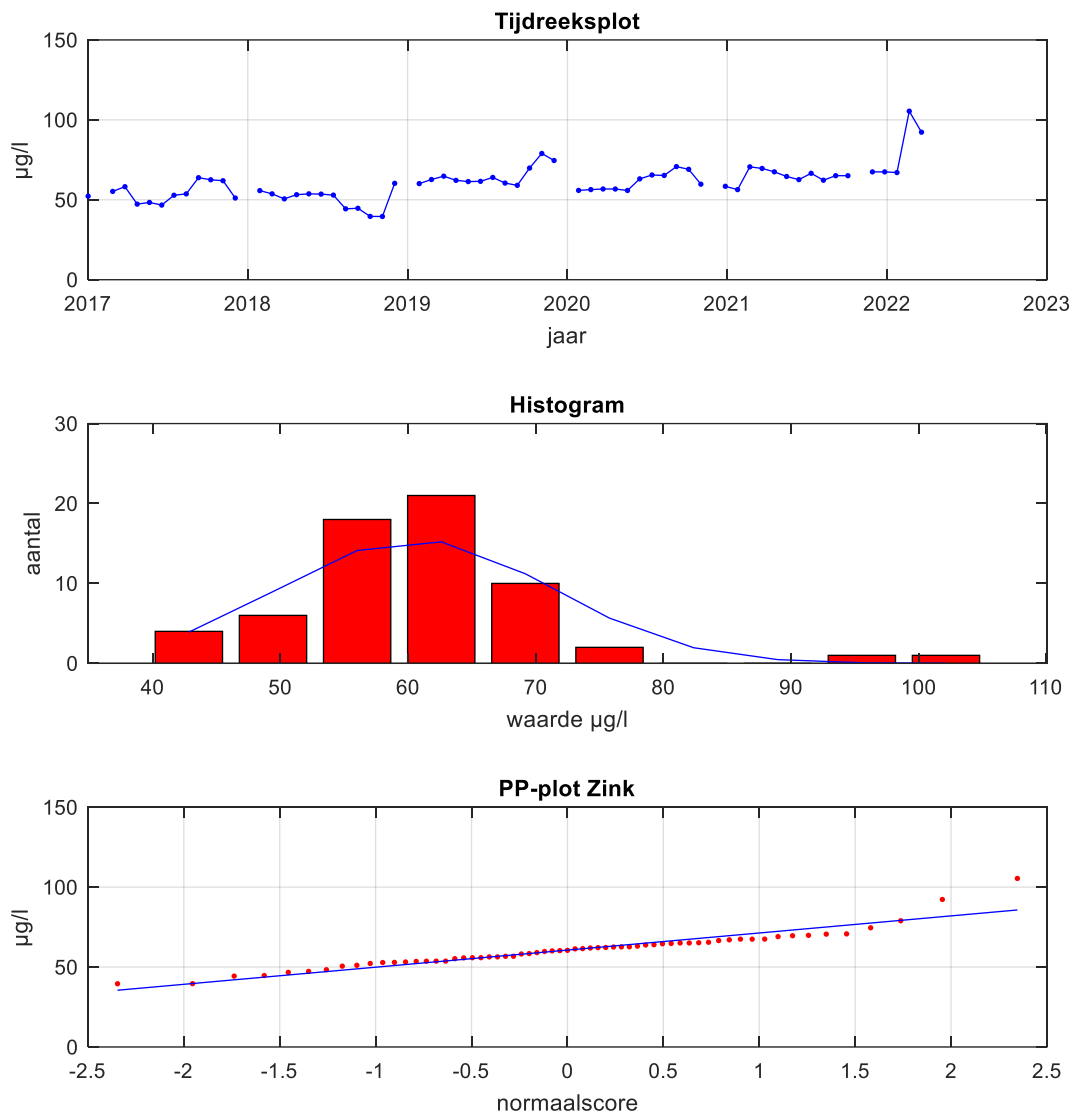 Tijdreeksplot
150
100
50
0
µg/l
2017 2018 2019 2020 2021 2022 2023
jaar
Histogram
30
20
10
0
aantal
40 50 60 70 80 90 100 110
waarde µg/l
PP-plot Zink
150
100
50
0
µg/l
-2.5 -2 -1.5 -1 -0.5 0 0.5 1 1.5 2 2.5
normaalscore